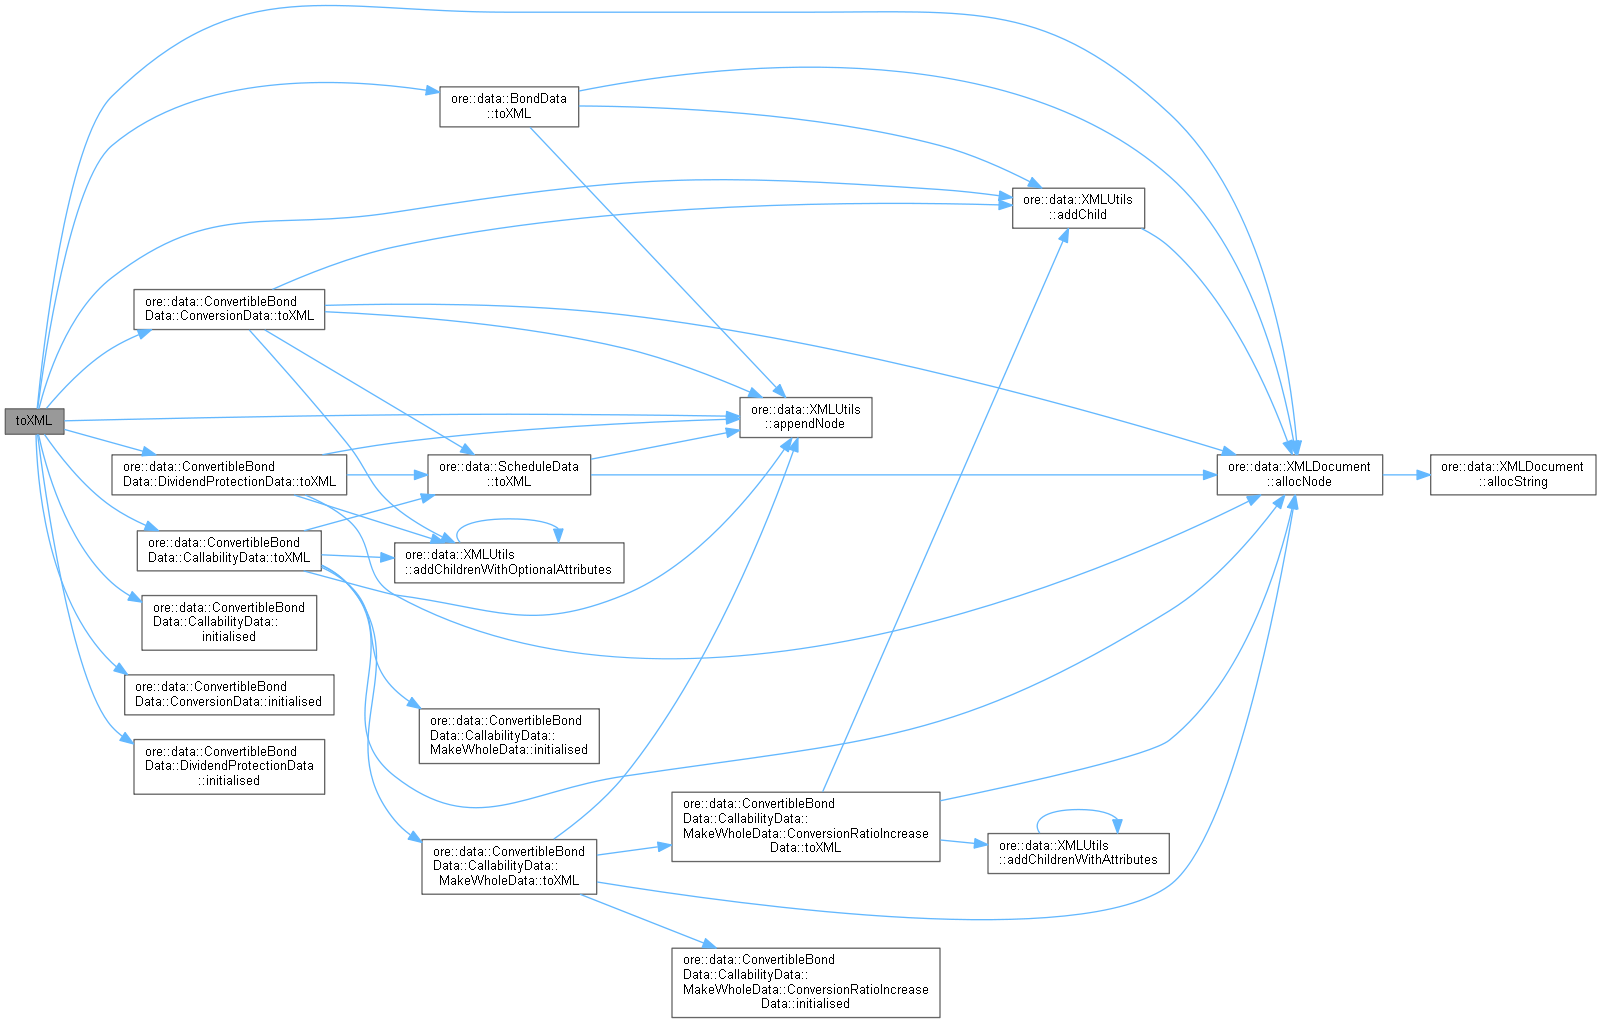 toXML
ore::data::BondData
::toXML
ore::data::XMLUtils
::addChild
ore::data::ConvertibleBond
Data::ConversionData::toXML
ore::data::XMLUtils
::appendNode
ore::data::ConvertibleBond
Data::DividendProtectionData::toXML
ore::data::ScheduleData
::toXML
ore::data::XMLDocument
::allocNode
ore::data::XMLDocument
::allocString
ore::data::ConvertibleBond
Data::CallabilityData::toXML
ore::data::XMLUtils
::addChildrenWithOptionalAttributes
ore::data::ConvertibleBond
Data::CallabilityData::
initialised
ore::data::ConvertibleBond
Data::ConversionData::initialised
ore::data::ConvertibleBond
Data::DividendProtectionData
::initialised
ore::data::ConvertibleBond
Data::CallabilityData::
MakeWholeData::initialised
ore::data::ConvertibleBond
Data::CallabilityData::
MakeWholeData::toXML
ore::data::ConvertibleBond
Data::CallabilityData::
MakeWholeData::ConversionRatioIncrease
Data::toXML
ore::data::XMLUtils
::addChildrenWithAttributes
ore::data::ConvertibleBond
Data::CallabilityData::
MakeWholeData::ConversionRatioIncrease
Data::initialised